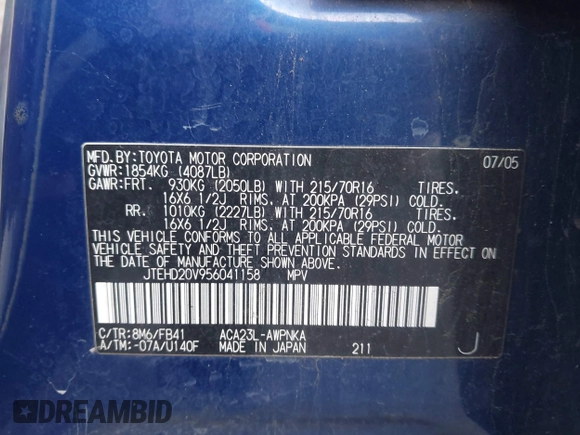 MFD.BY:TOYOTA MOTOR CORPORATION 07/05
GVWR:1854KG (4087LB)
GAWR:FRT. 930KG (2050LB) WITH 215/70R16 TIRES.
16X6 1/2J RIMS. AT 200KPA (29PSI) COLD.
RR. 1010KG (2227LB) WITH 215/70R16 TIRES.
16X6 1/2J RIMS. AT 200KPA (29PSI) COLD.
THIS VEHICLE CONFORMS TO ALL APPLICABLE FEDERAL MOTOR
VEHICLE SAFETY AND THEFT PREVENTION STANDARDS IN EFFECT ON
THE DATE OF MANUFACTURE SHOWN ABOVE.
JTEHD20V956041158 MPV
C/TR:8M6/FB41 ACA23L-AWPNKA
A/TM:-07A/U140F MADE IN JAPAN 211 J
DREAMBID